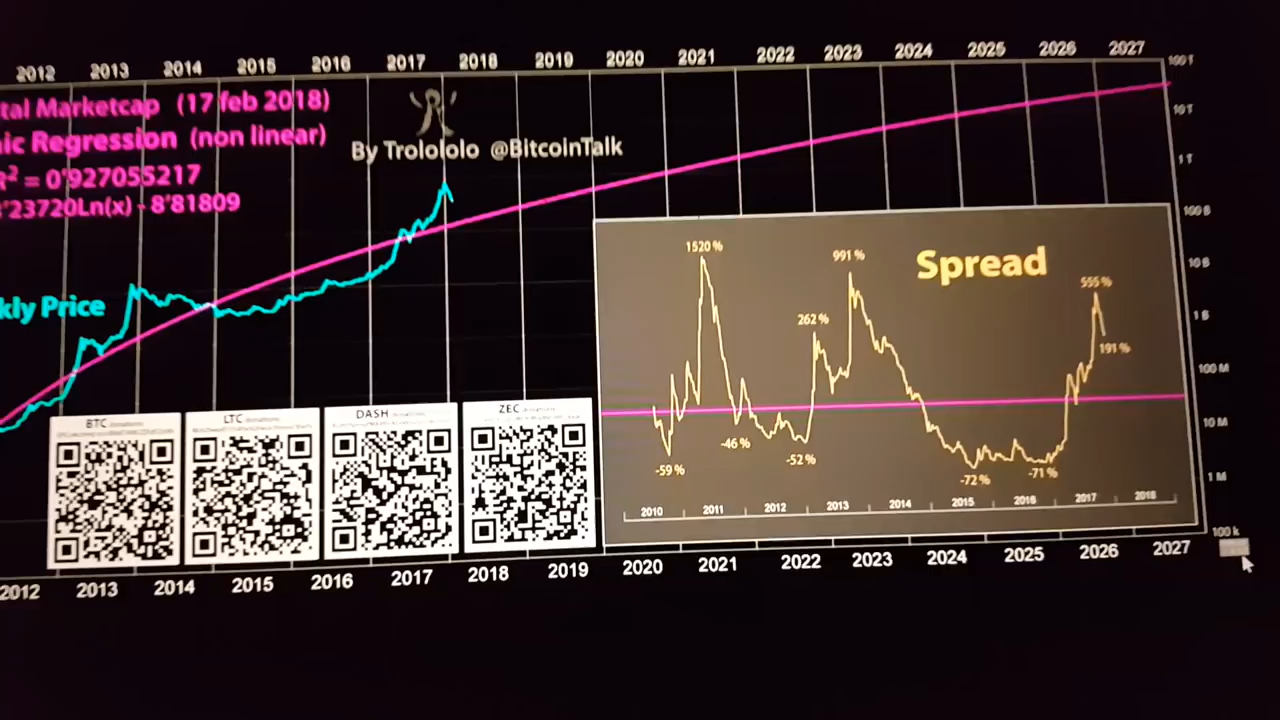 2012 2013 2014 2015 2016 2017 2018 2019 2020 2021 2022 2023 2024 2025 2026 2027
tal Marketcap (17 feb 2018)
ic Regression (non linear)
R² = 0'927055217
'23720Ln(x) - 8'81809
By Trolololo @BitcoinTalk
kly Price
100 T
10 T
1 T
100 B
10 B
1 B
100 M
10 M
1 M
100 k
Spread
1520 %
991 %
555 %
262 %
191 %
-46 %
-59 %
-52 %
-72 %
-71 %
2010 2011 2012 2013 2014 2015 2016 2017 2018
BTC donations
LTC donations
DASH donations
ZEC donations
2012 2013 2014 2015 2016 2017 2018 2019 2020 2021 2022 2023 2024 2025 2026 2027